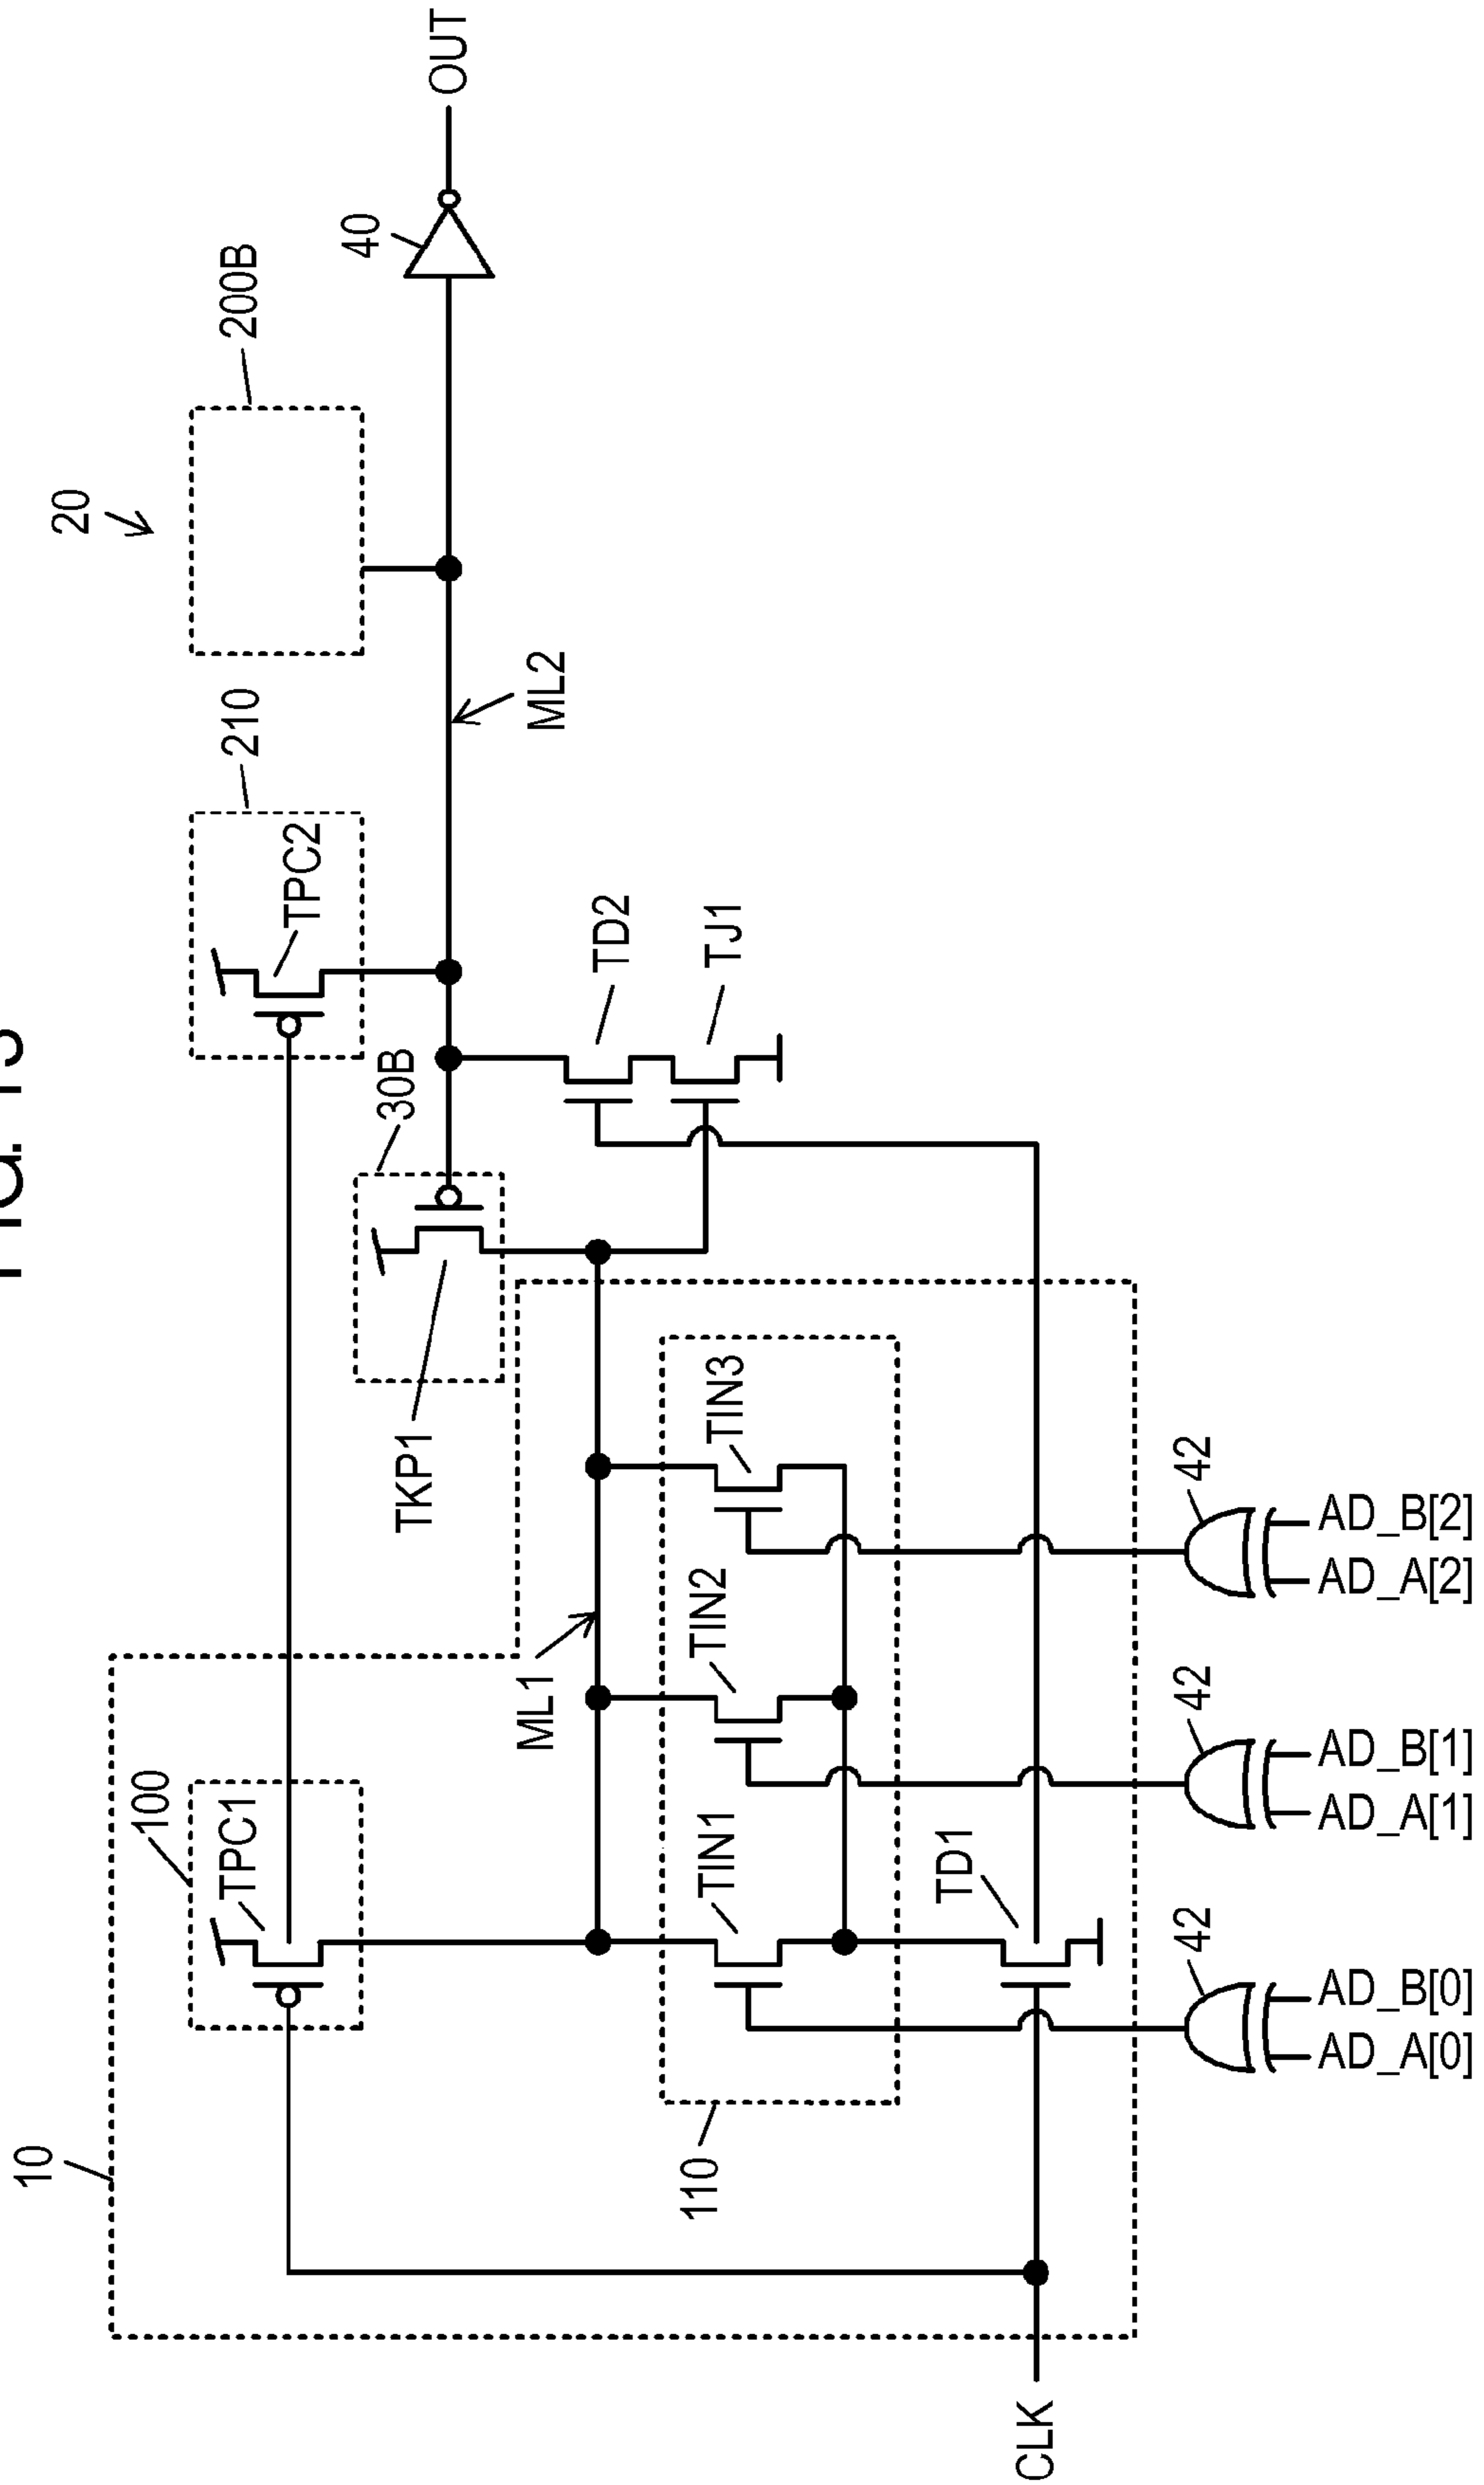 10
100
TPC1
210
TPC2
20
200B
30B
TKP1
40
OUT
ML1
ML2
110
TIN1
TIN2
TIN3
TD2
TJ1
TD1
CLK
42
42
42
AD_A[0]
AD_B[0]
AD_A[1]
AD_B[1]
AD_A[2]
AD_B[2]